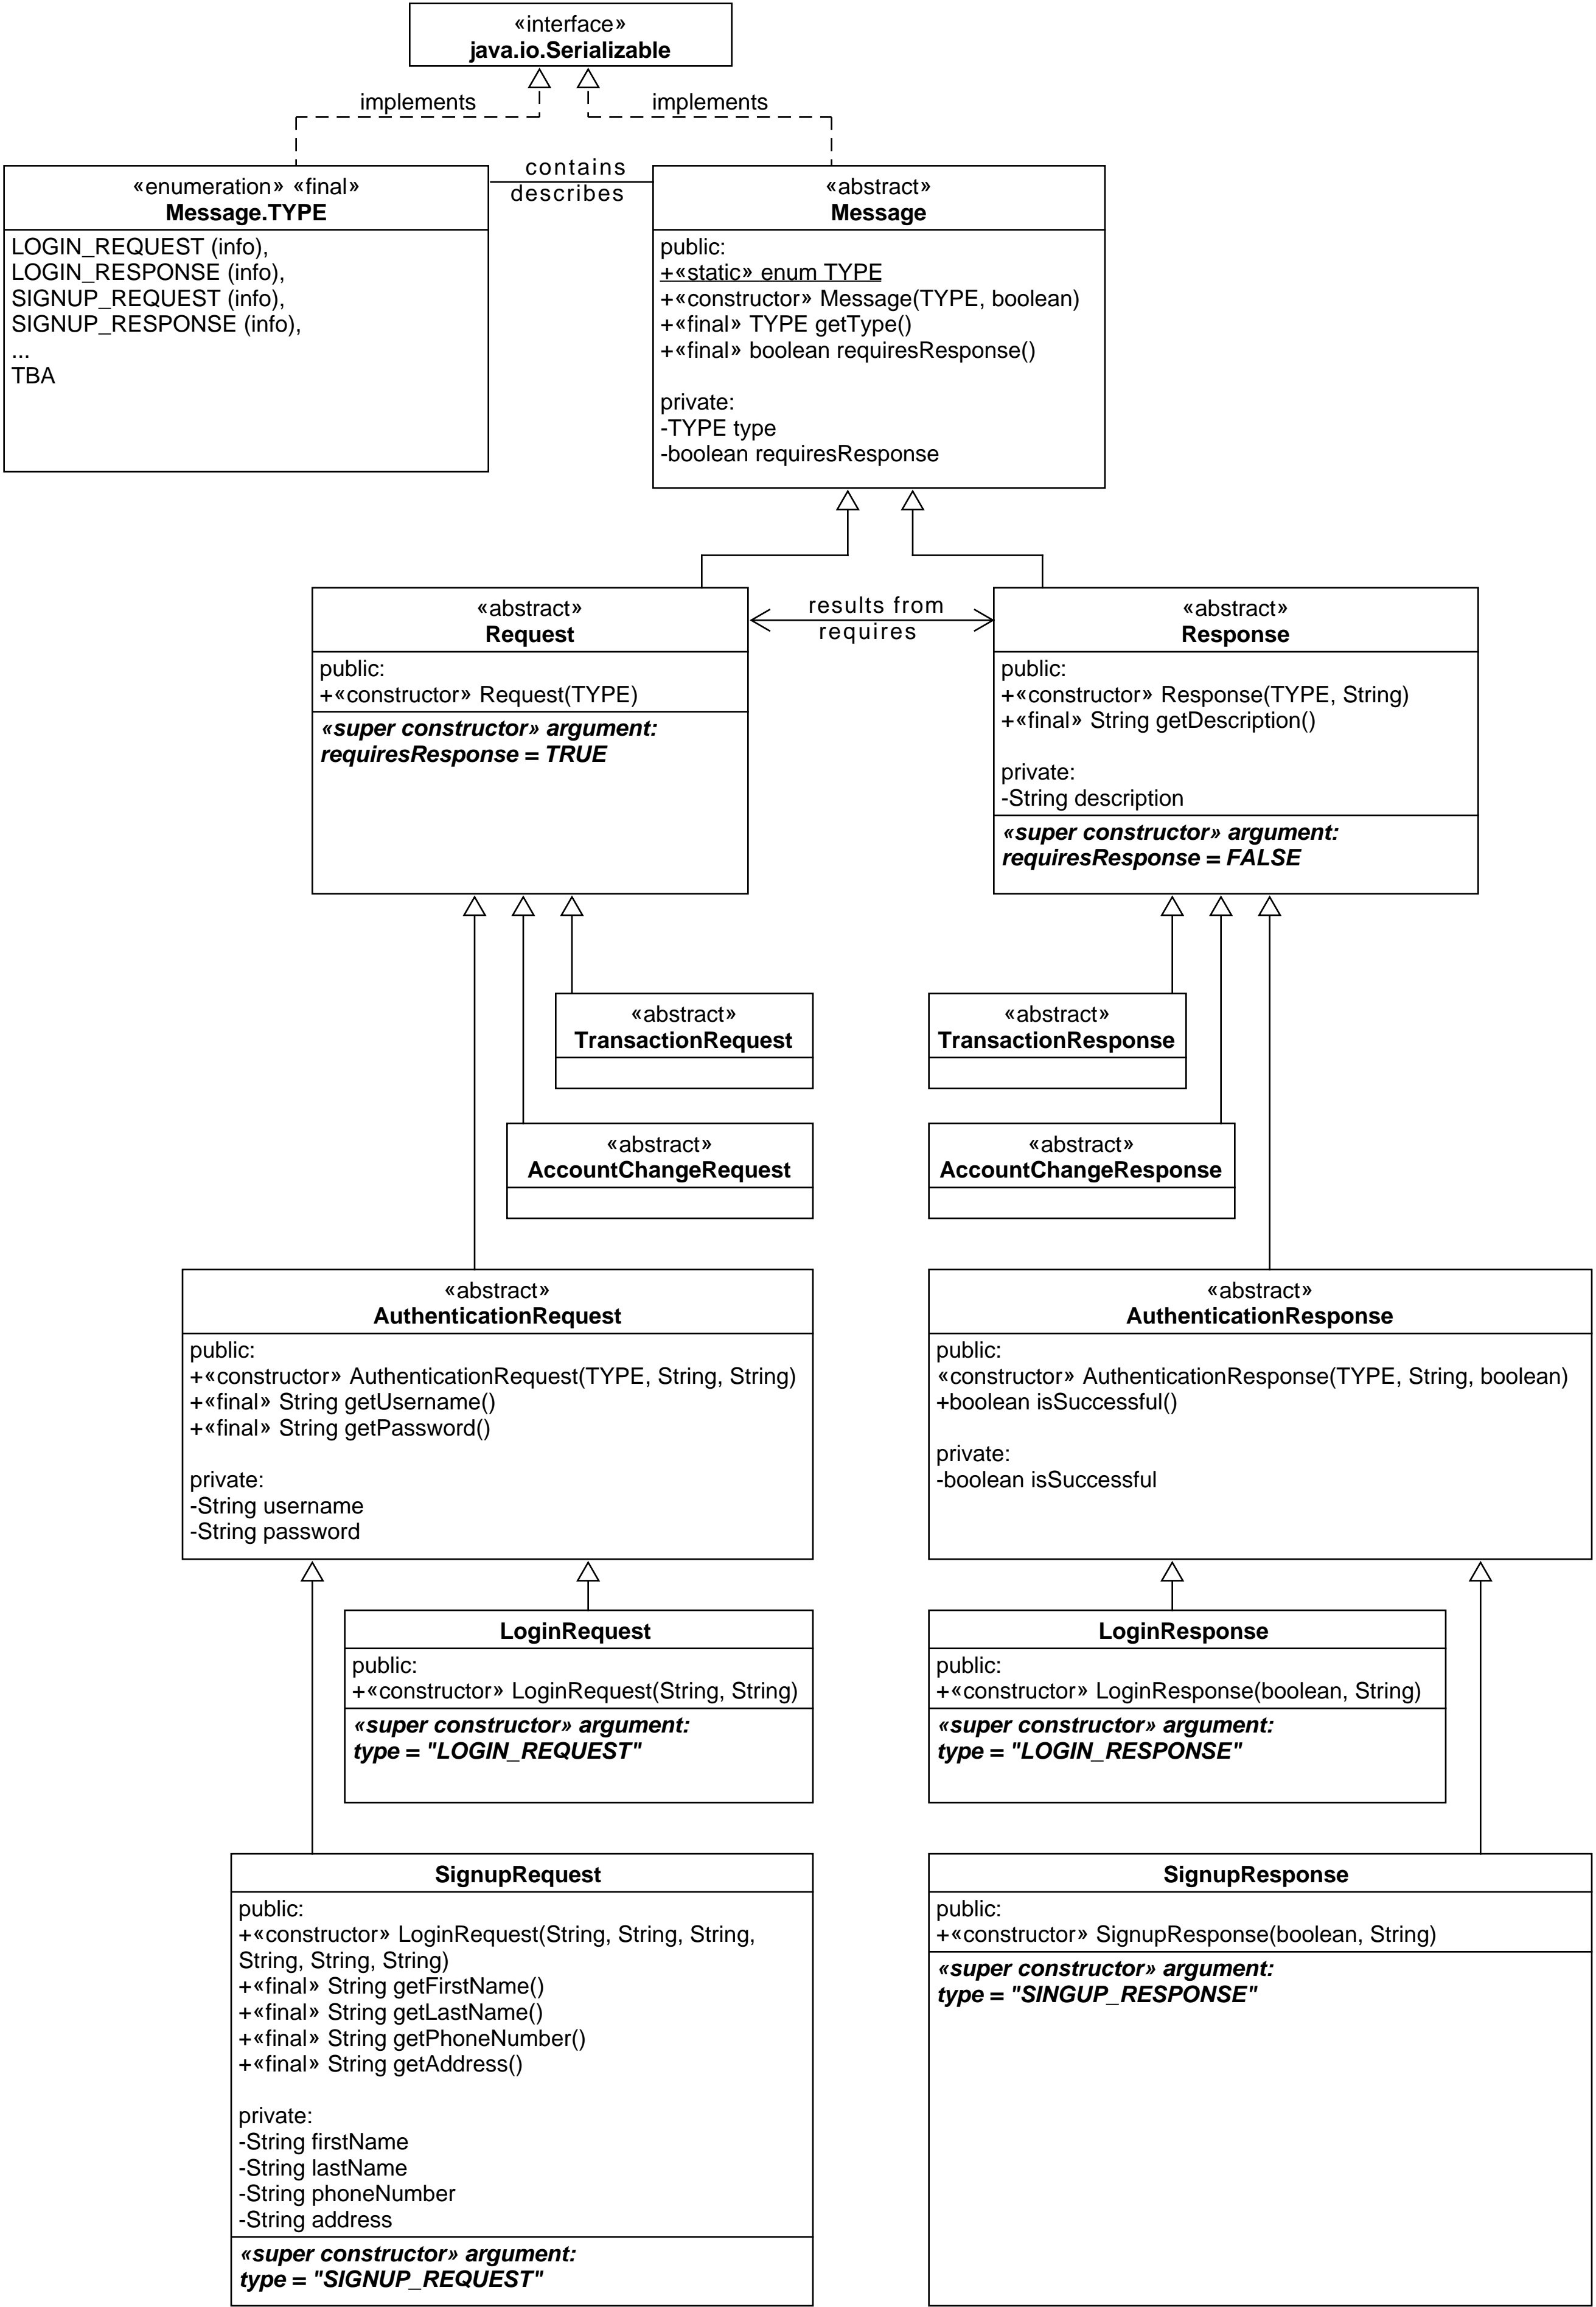 «interface»
java.io.Serializable
implements
implements
«enumeration» «final»
Message.TYPE
LOGIN_REQUEST (info),
LOGIN_RESPONSE (info),
SIGNUP_REQUEST (info),
SIGNUP_RESPONSE (info),
...
TBA
contains
describes
«abstract»
Message
public:
+«static» enum TYPE
+«constructor» Message(TYPE, boolean)
+«final» TYPE getType()
+«final» boolean requiresResponse()
private:
-TYPE type
-boolean requiresResponse
«abstract»
Request
public:
+«constructor» Request(TYPE)
«super constructor» argument:
requiresResponse = TRUE
results from
requires
«abstract»
Response
public:
+«constructor» Response(TYPE, String)
+«final» String getDescription()
private:
-String description
«super constructor» argument:
requiresResponse = FALSE
«abstract»
TransactionRequest
«abstract»
TransactionResponse
«abstract»
AccountChangeRequest
«abstract»
AccountChangeResponse
«abstract»
AuthenticationRequest
public:
+«constructor» AuthenticationRequest(TYPE, String, String)
+«final» String getUsername()
+«final» String getPassword()
private:
-String username
-String password
«abstract»
AuthenticationResponse
public:
«constructor» AuthenticationResponse(TYPE, String, boolean)
+boolean isSuccessful()
private:
-boolean isSuccessful
LoginRequest
public:
+«constructor» LoginRequest(String, String)
«super constructor» argument:
type = "LOGIN_REQUEST"
LoginResponse
public:
+«constructor» LoginResponse(boolean, String)
«super constructor» argument:
type = "LOGIN_RESPONSE"
SignupRequest
public:
+«constructor» LoginRequest(String, String, String,
String, String, String)
+«final» String getFirstName()
+«final» String getLastName()
+«final» String getPhoneNumber()
+«final» String getAddress()
private:
-String firstName
-String lastName
-String phoneNumber
-String address
«super constructor» argument:
type = "SIGNUP_REQUEST"
SignupResponse
public:
+«constructor» SignupResponse(boolean, String)
«super constructor» argument:
type = "SINGUP_RESPONSE"